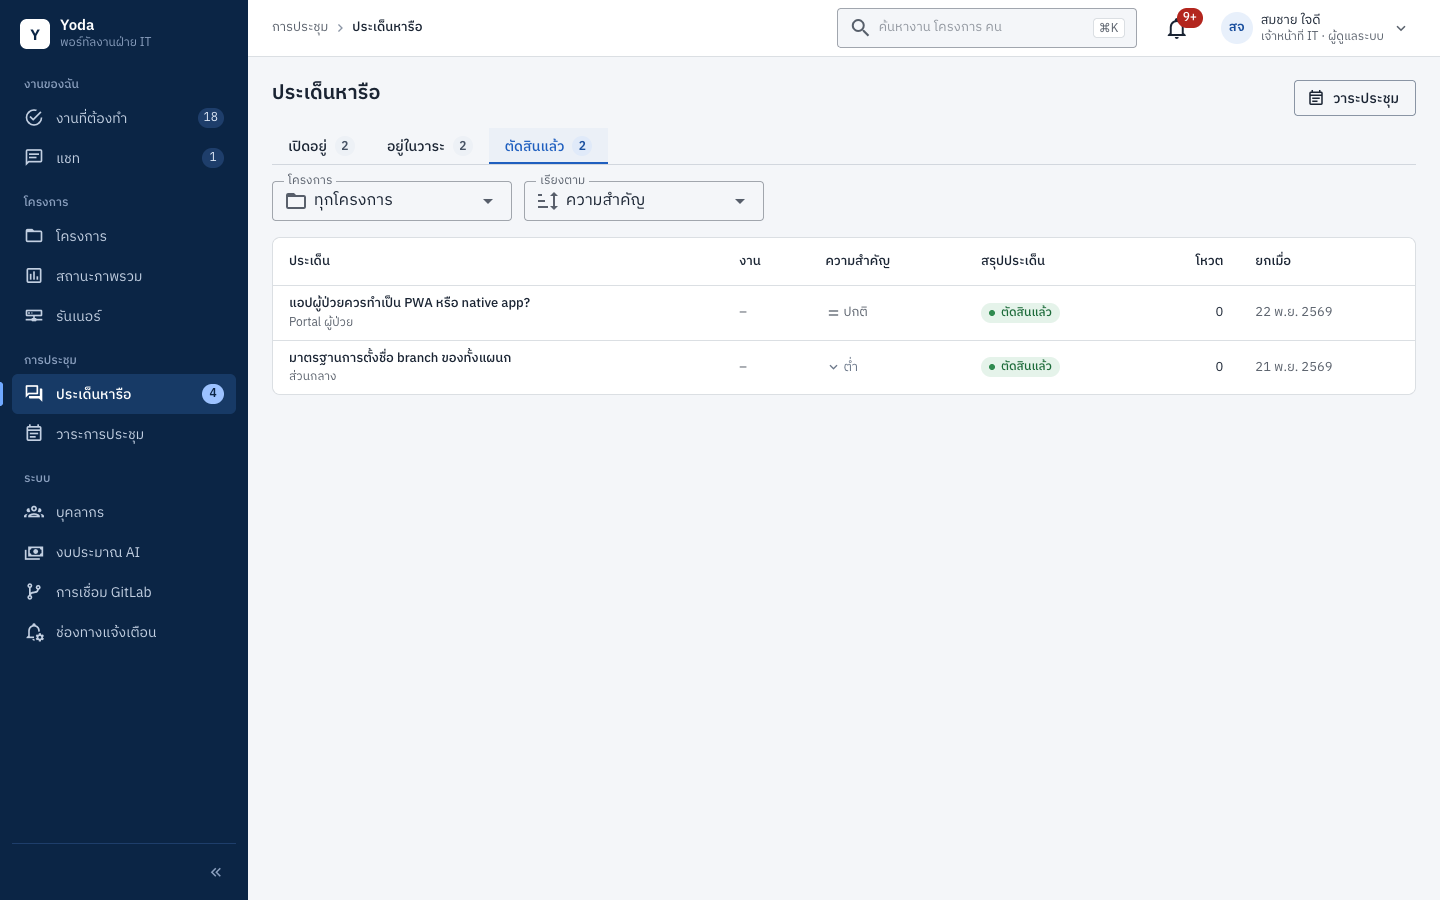 Yoda
พอร์ทัลงานฝ่าย IT
งานของฉัน
งานที่ต้องทำ 18
แชท 1
โครงการ
โครงการ
สถานะภาพรวม
รันเนอร์
การประชุม
ประเด็นหารือ 4
วาระการประชุม
ระบบ
บุคลากร
งบประมาณ AI
การเชื่อม GitLab
ช่องทางแจ้งเตือน
การประชุม › ประเด็นหารือ
ค้นหางาน โครงการ คน ⌘K
9+
สจ
สมชาย ใจดี
เจ้าหน้าที่ IT · ผู้ดูแลระบบ
ประเด็นหารือ
วาระประชุม
เปิดอยู่ 2 อยู่ในวาระ 2 ตัดสินแล้ว 2
โครงการ
ทุกโครงการ
เรียงตาม
ความสำคัญ
ประเด็น งาน ความสำคัญ สรุปประเด็น โหวต ยกเมื่อ
แอปผู้ป่วยควรทำเป็น PWA หรือ native app?
Portal ผู้ป่วย
– ปกติ ตัดสินแล้ว 0 22 พ.ย. 2569
มาตรฐานการตั้งชื่อ branch ของทั้งแผนก
ส่วนกลาง
– ต่ำ ตัดสินแล้ว 0 21 พ.ย. 2569
Y